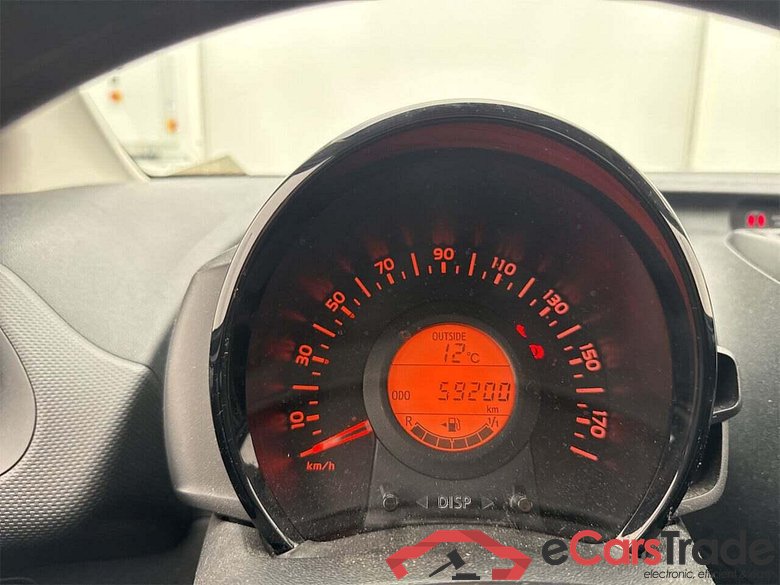 10 30 50 70 90 110 130 150 170
km/h
OUTSIDE
12°C
ODO 59200
km
R 1/1
DISP
eCarsTrade
electronic, efficient &